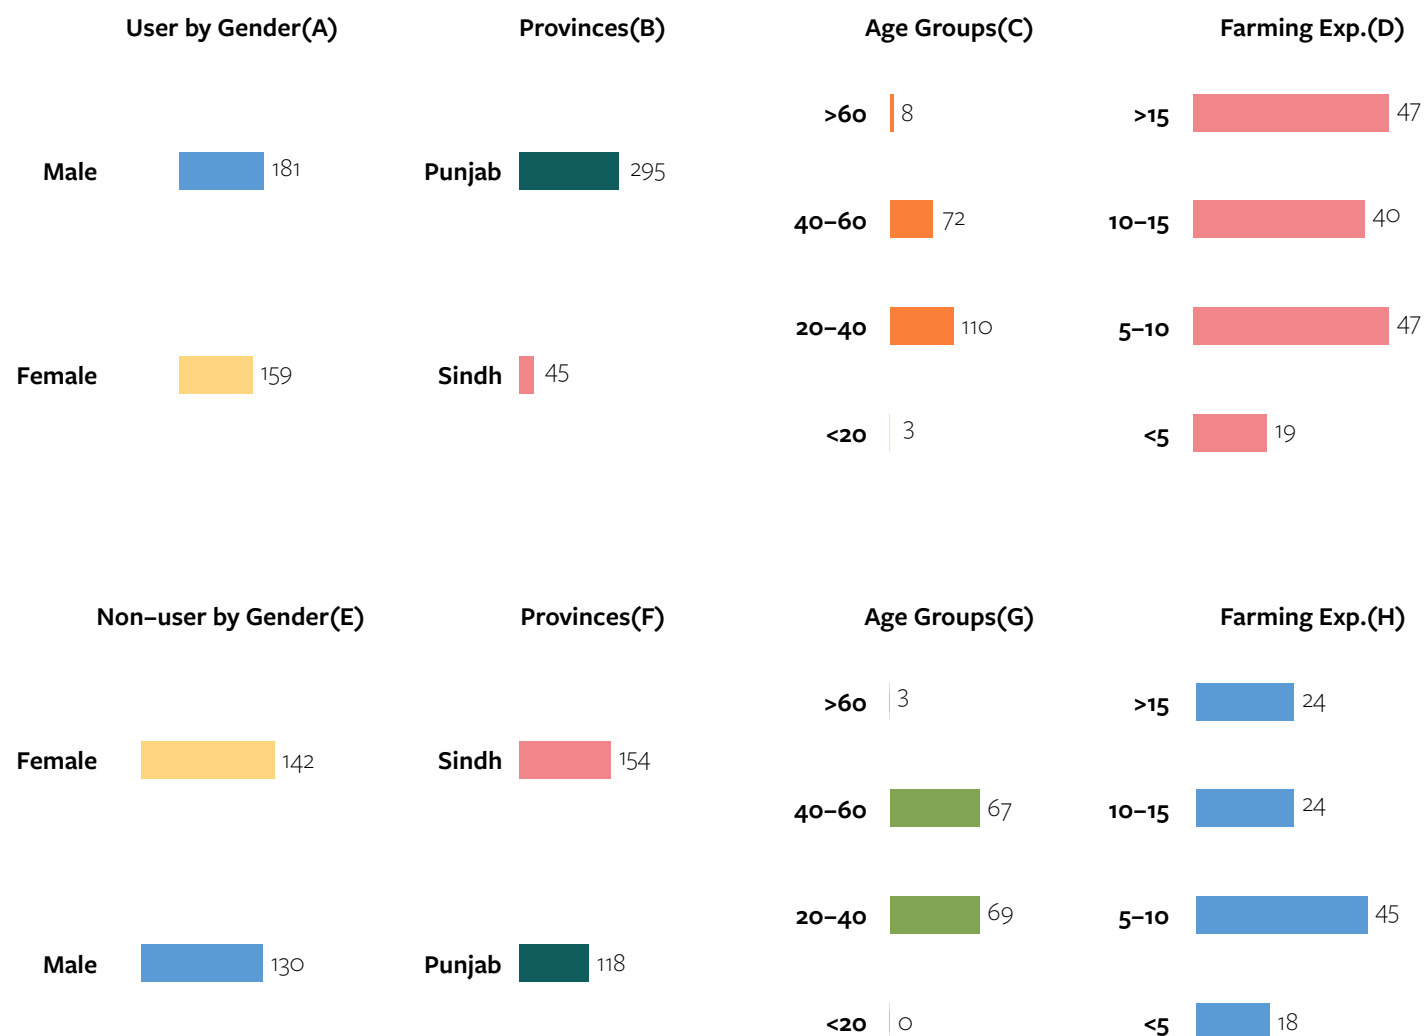 User by Gender(A)
Male 181
Female 159
Provinces(B)
Punjab 295
Sindh 45
Age Groups(C)
>60 8
40–60 72
20–40 110
<20 3
Farming Exp.(D)
>15 47
10–15 40
5–10 47
<5 19
Non–user by Gender(E)
Female 142
Male 130
Provinces(F)
Sindh 154
Punjab 118
Age Groups(G)
>60 3
40–60 67
20–40 69
<20 0
Farming Exp.(H)
>15 24
10–15 24
5–10 45
<5 18